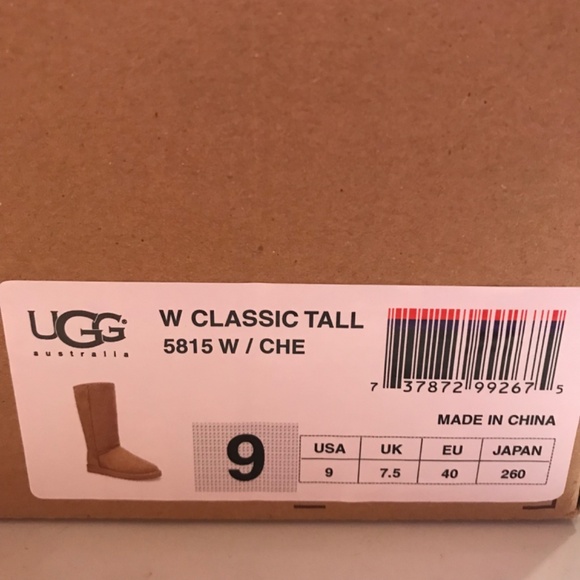 UGG®
australia
W CLASSIC TALL
5815 W / CHE
7 37872 99267 5
MADE IN CHINA
9
USA UK EU JAPAN
9 7.5 40 260